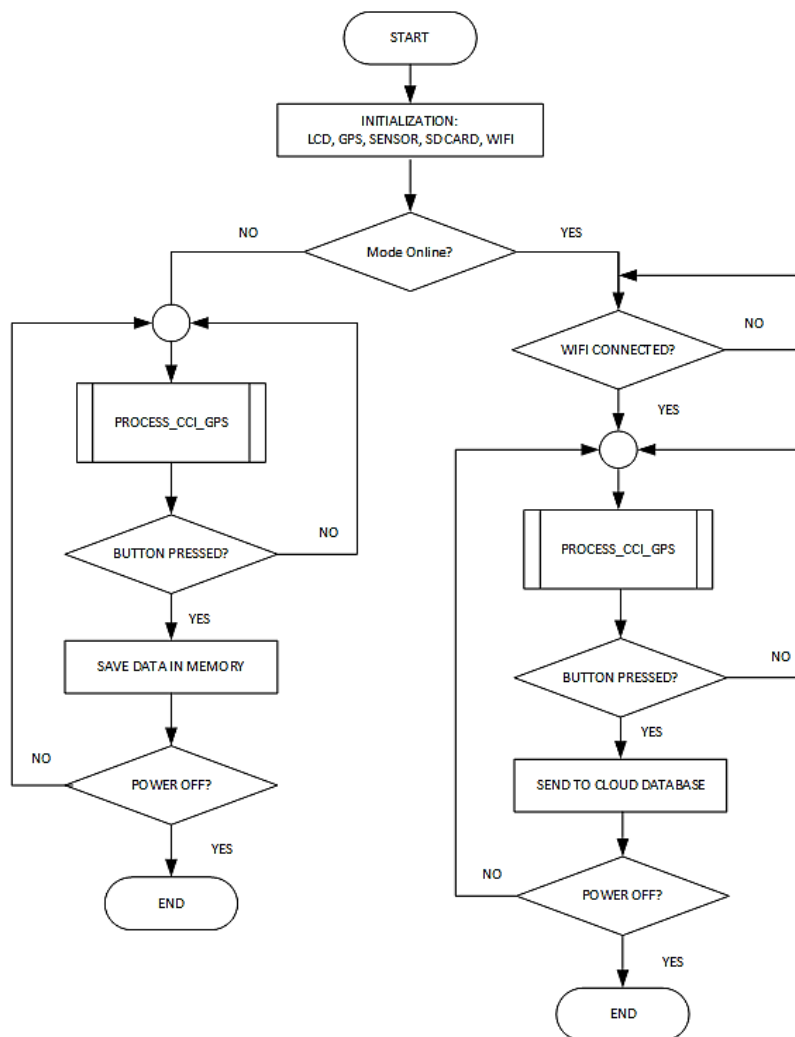 START
INITIALIZATION:
LCD, GPS, SENSOR, SDCARD, WIFI
NO
Mode Online?
YES
WIFI CONNECTED?
NO
YES
PROCESS_CCI_GPS
BUTTON PRESSED?
NO
YES
SAVE DATA IN MEMORY
NO
POWER OFF?
YES
END
PROCESS_CCI_GPS
BUTTON PRESSED?
NO
YES
SEND TO CLOUD DATABASE
NO
POWER OFF?
YES
END